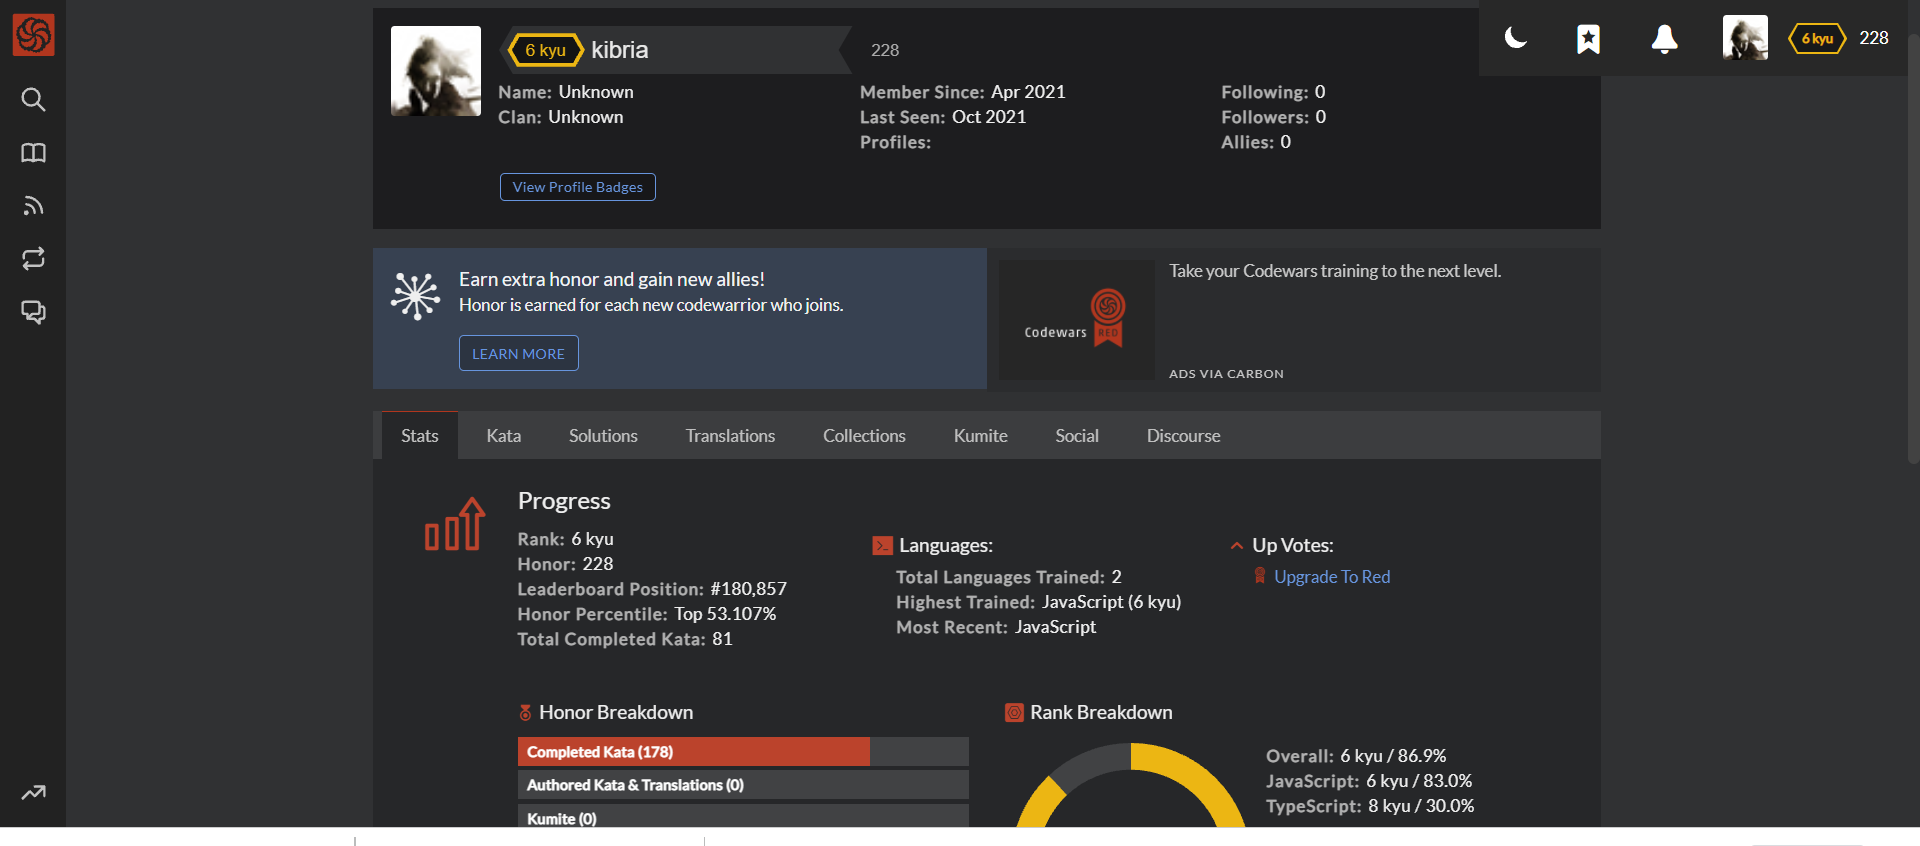 6 kyu kibria 228
6 kyu 228
Name: Unknown
Clan: Unknown
Member Since: Apr 2021
Last Seen: Oct 2021
Profiles:
Following: 0
Followers: 0
Allies: 0
View Profile Badges
Earn extra honor and gain new allies!
Honor is earned for each new codewarrior who joins.
LEARN MORE
Codewars RED
Take your Codewars training to the next level.
ADS VIA CARBON
Stats Kata Solutions Translations Collections Kumite Social Discourse
Progress
Rank: 6 kyu
Honor: 228
Leaderboard Position: #180,857
Honor Percentile: Top 53.107%
Total Completed Kata: 81
Languages:
Total Languages Trained: 2
Highest Trained: JavaScript (6 kyu)
Most Recent: JavaScript
Up Votes:
Upgrade To Red
Honor Breakdown
Completed Kata (178)
Authored Kata & Translations (0)
Kumite (0)
Rank Breakdown
Overall: 6 kyu / 86.9%
JavaScript: 6 kyu / 83.0%
TypeScript: 8 kyu / 30.0%